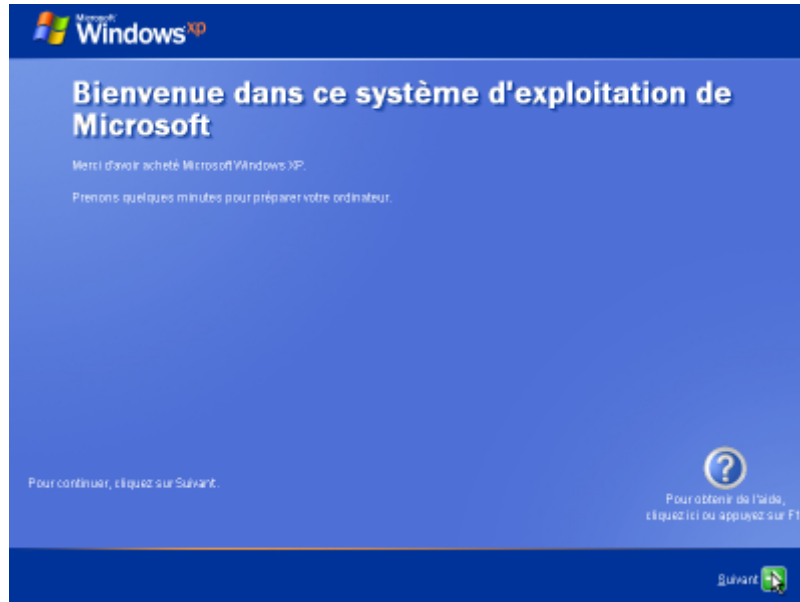 Microsoft
Windows xp
Bienvenue dans ce système d'exploitation de
Microsoft
Merci d'avoir acheté Microsoft Windows XP.
Prenons quelques minutes pour préparer votre ordinateur.
Pour continuer, cliquez sur Suivant.
?
Pour obtenir de l'aide,
cliquez ici ou appuyez sur F1
Suivant